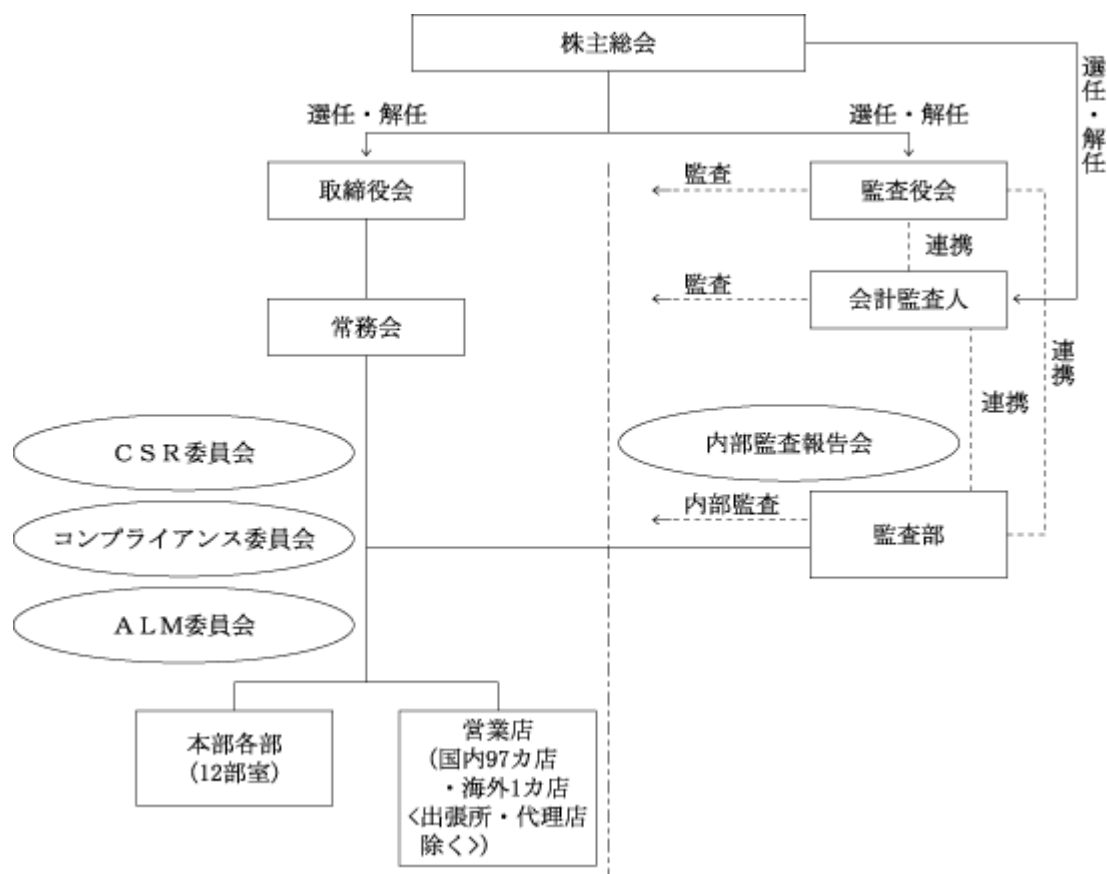 株主総会
選任・解任
選任・解任
選任・解任
取締役会
監査
監査役会
連携
監査
会計監査人
常務会
連携
連携
CSR委員会
内部監査報告会
内部監査
監査部
コンプライアンス委員会
ALM委員会
本部各部
(12部室)
営業店
(国内97カ店
・海外1カ店
<出張所・代理店
除く>)